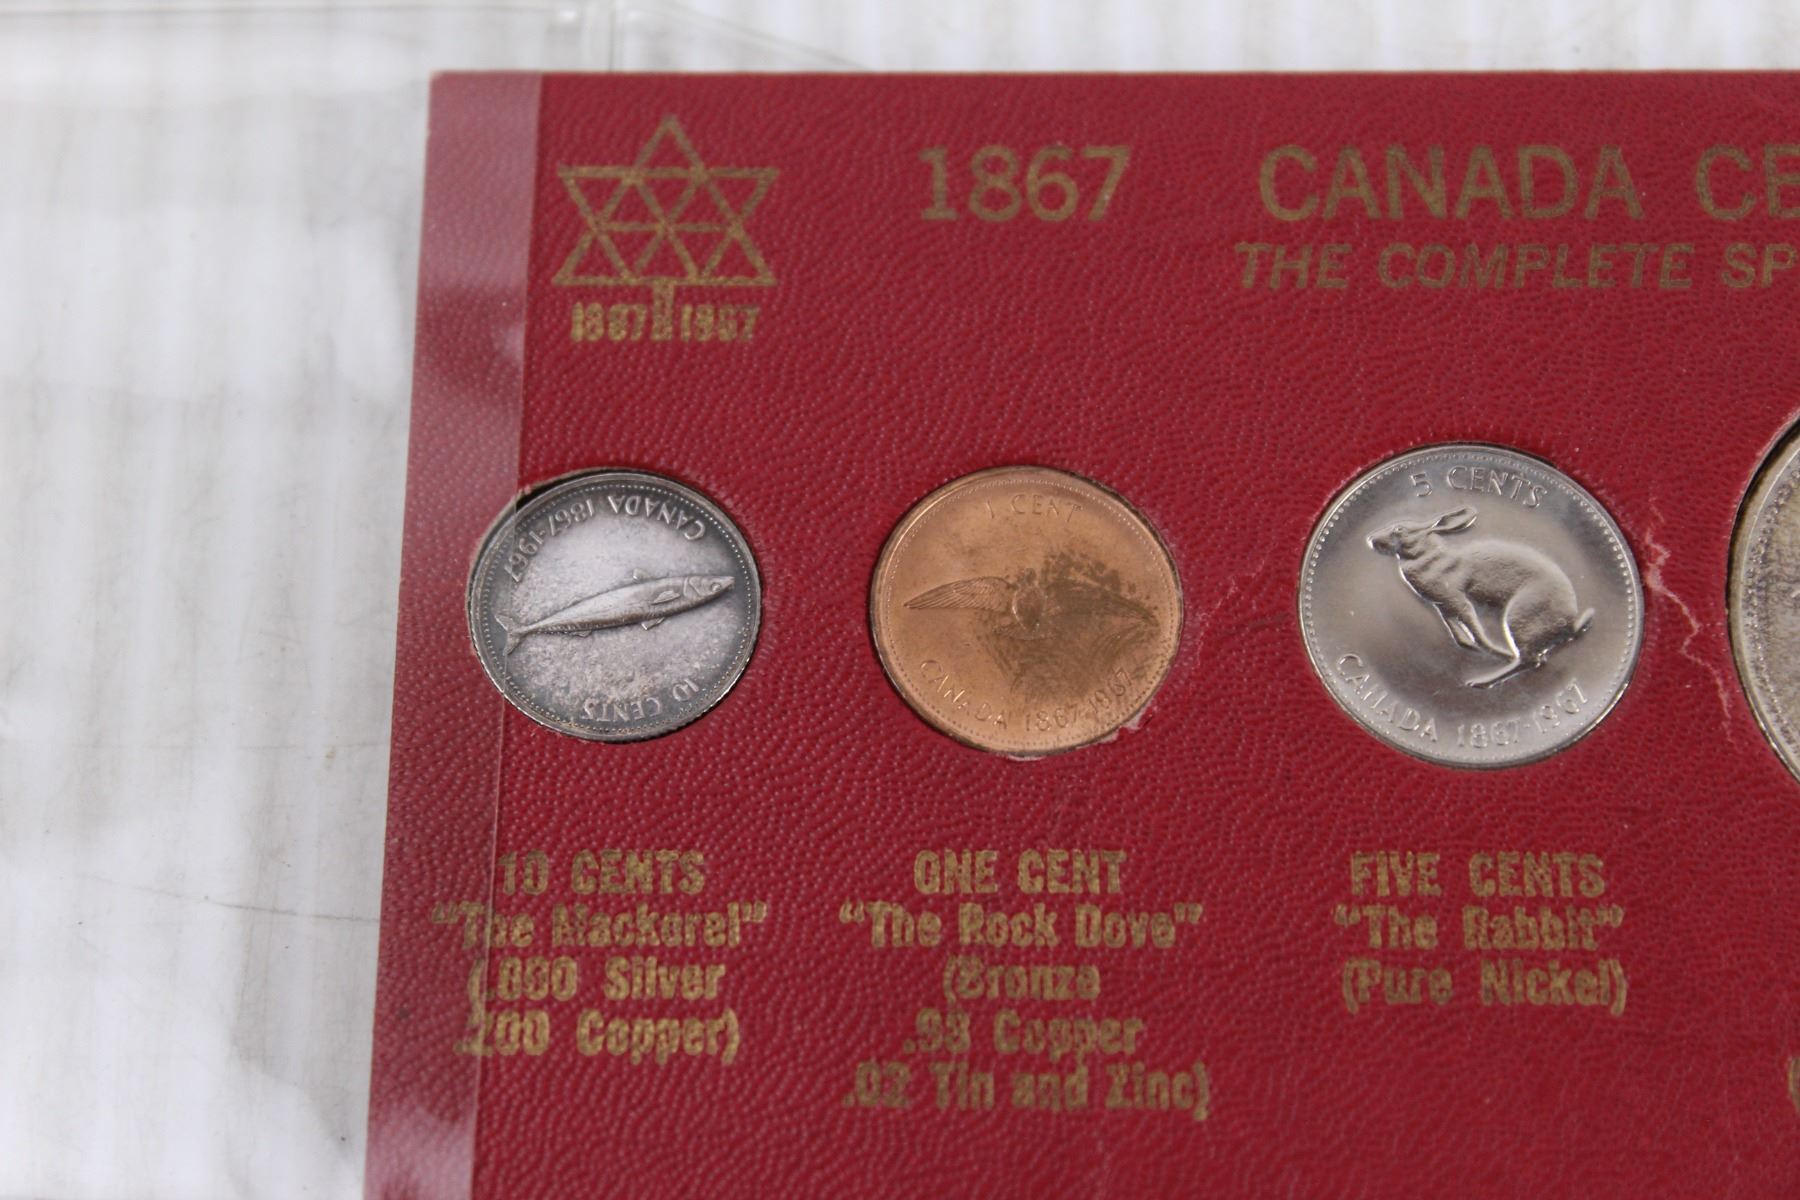 1867 CANADA CE
THE COMPLETE SP
1867 1967
CANADA 1867-1967
10 CENTS
1 CENT
CANADA 1867-1967
5 CENTS
CANADA 1867-1967
10 CENTS
"The Mackerel"
(.800 Silver
.200 Copper)
ONE CENT
"The Rock Dove"
(Bronze
.98 Copper
.02 Tin and Zinc)
FIVE CENTS
"The Rabbit"
(Pure Nickel)